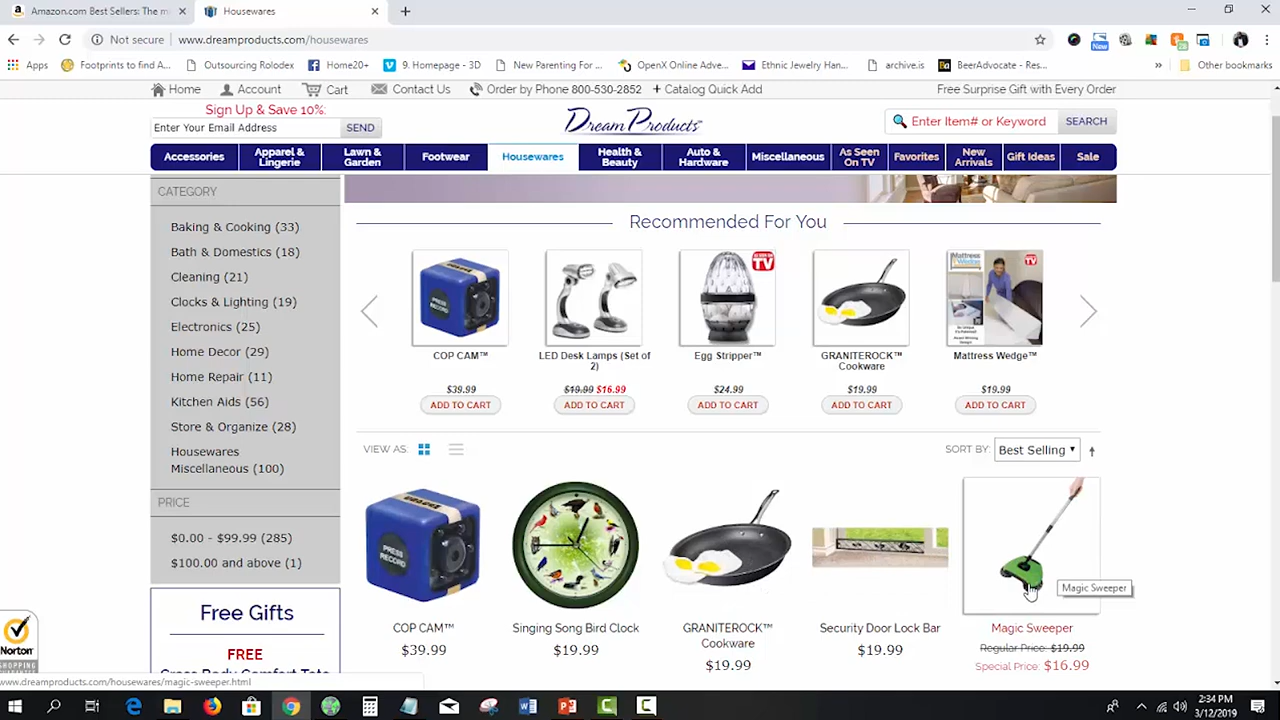 Amazon.com Best Sellers: The m
Housewares
Not secure
www.dreamproducts.com/housewares
New
28
Apps
Footprints to find Al...
Outsourcing Rolodex
Home20+
9. Homepage - 3D
New Parenting For ...
OpenX Online Adve...
Ethnic Jewelry Han...
archive.is
BeerAdvocate - Res...
»
Other bookmarks
Home
Account
Cart
Contact Us
Order by Phone 800-530-2852
+ Catalog Quick Add
Free Surprise Gift with Every Order
Sign Up & Save 10%:
Enter Your Email Address
SEND
Dream Products
Enter Item# or Keyword
SEARCH
Accessories
Apparel &
Lingerie
Lawn &
Garden
Footwear
Housewares
Health &
Beauty
Auto &
Hardware
Miscellaneous
As Seen
On TV
Favorites
New
Arrivals
Gift Ideas
Sale
CATEGORY
Baking & Cooking (33)
Bath & Domestics (18)
Cleaning (21)
Clocks & Lighting (19)
Electronics (25)
Home Decor (29)
Home Repair (11)
Kitchen Aids (56)
Store & Organize (28)
Housewares
Miscellaneous (100)
PRICE
$0.00 - $99.99 (285)
$100.00 and above (1)
Free Gifts
FREE
Cross Body Comfort Tote
Recommended For You
PRESS
RECORD
TV
Mattress
Wedge
COP CAM™
LED Desk Lamps (Set of
2)
Egg Stripper™
GRANITEROCK™
Cookware
Mattress Wedge™
$39.99
$19.99 $16.99
$24.99
$19.99
$19.99
ADD TO CART
ADD TO CART
ADD TO CART
ADD TO CART
ADD TO CART
VIEW AS:
SORT BY:
Best Selling
PRESS
RECORD
Magic Sweeper
COP CAM™
Singing Song Bird Clock
GRANITEROCK™
Cookware
Security Door Lock Bar
Magic Sweeper
$39.99
$19.99
$19.99
$19.99
Regular Price: $19.99
Special Price: $16.99
Norton
SHOPPING
www.dreamproducts.com/housewares/magic-sweeper.html
2:34 PM
3/12/2019